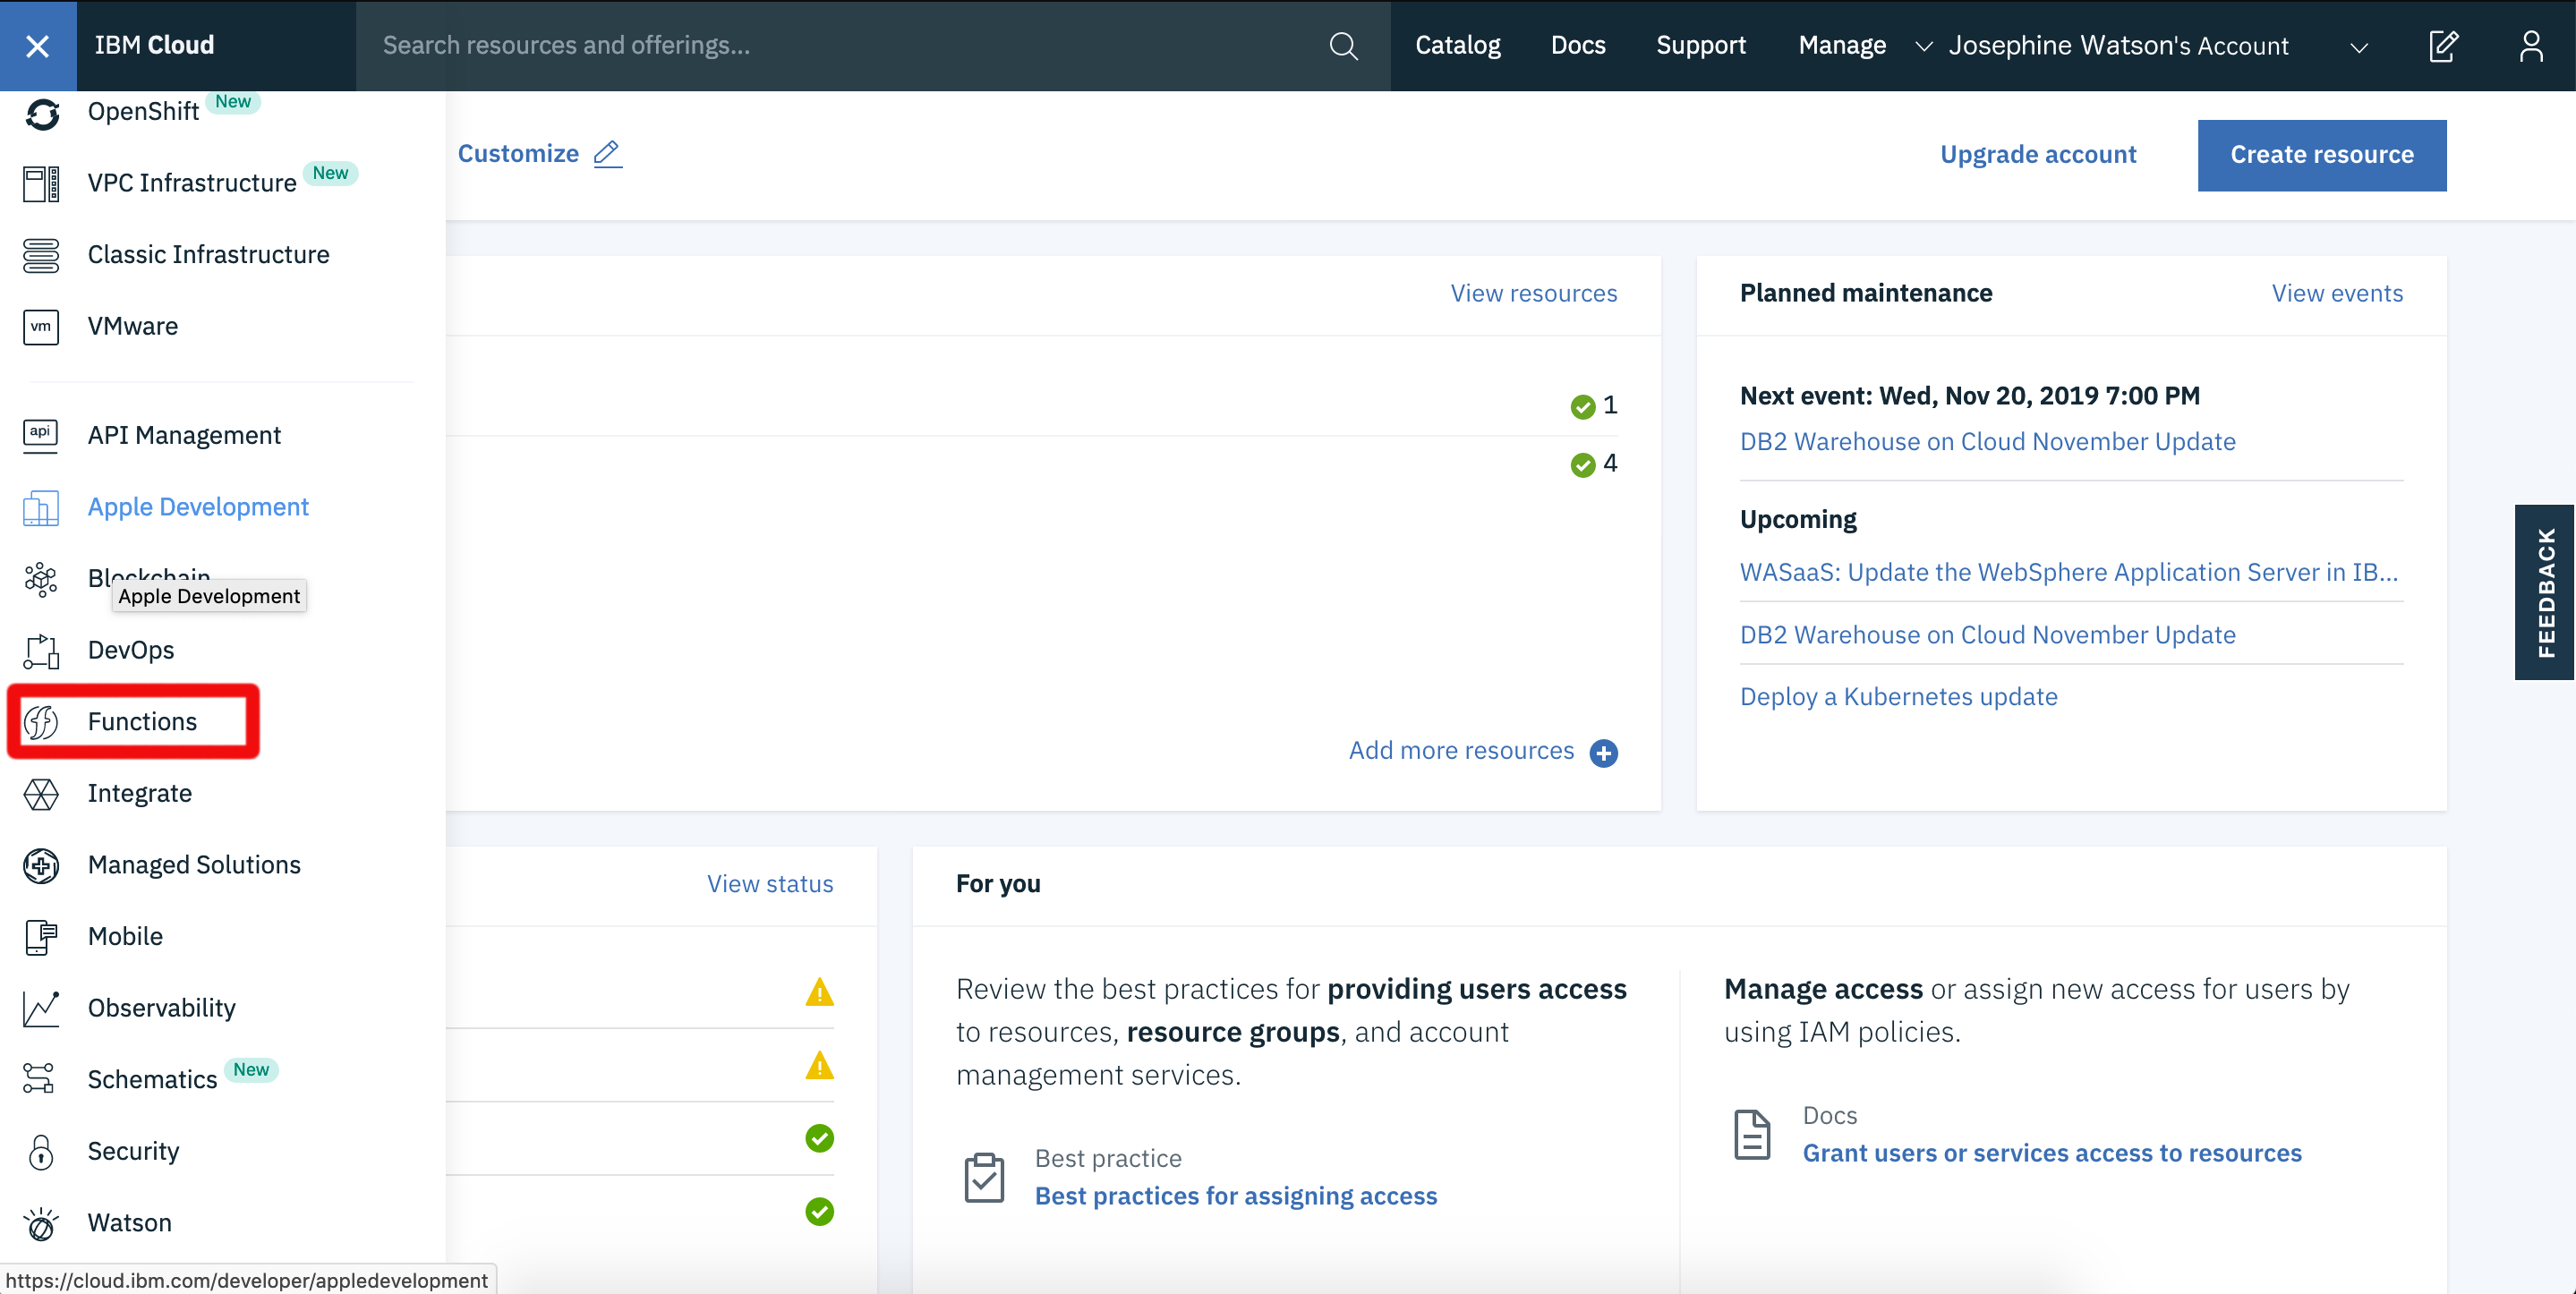 IBM Cloud
Search resources and offerings...
Catalog
Docs
Support
Manage
Josephine Watson's Account
OpenShift New
VPC Infrastructure New
Classic Infrastructure
vm VMware
api API Management
Apple Development
Blockchain
Apple Development
DevOps
Functions
Integrate
Managed Solutions
Mobile
Observability
Schematics New
Security
Watson
https://cloud.ibm.com/developer/appledevelopment
Customize
Upgrade account
Create resource
View resources
1
4
Add more resources
Planned maintenance
View events
Next event: Wed, Nov 20, 2019 7:00 PM
DB2 Warehouse on Cloud November Update
Upcoming
WASaaS: Update the WebSphere Application Server in IB...
DB2 Warehouse on Cloud November Update
Deploy a Kubernetes update
FEEDBACK
View status
For you
Review the best practices for providing users access
to resources, resource groups, and account
management services.
Best practice
Best practices for assigning access
Manage access or assign new access for users by
using IAM policies.
Docs
Grant users or services access to resources